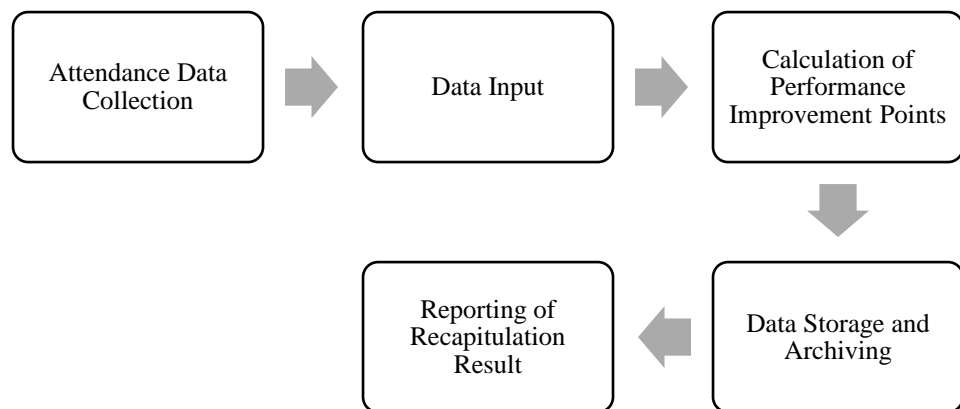 Attendance Data
Collection
Data Input
Calculation of
Performance
Improvement Points
Data Storage and
Archiving
Reporting of
Recapitulation
Result